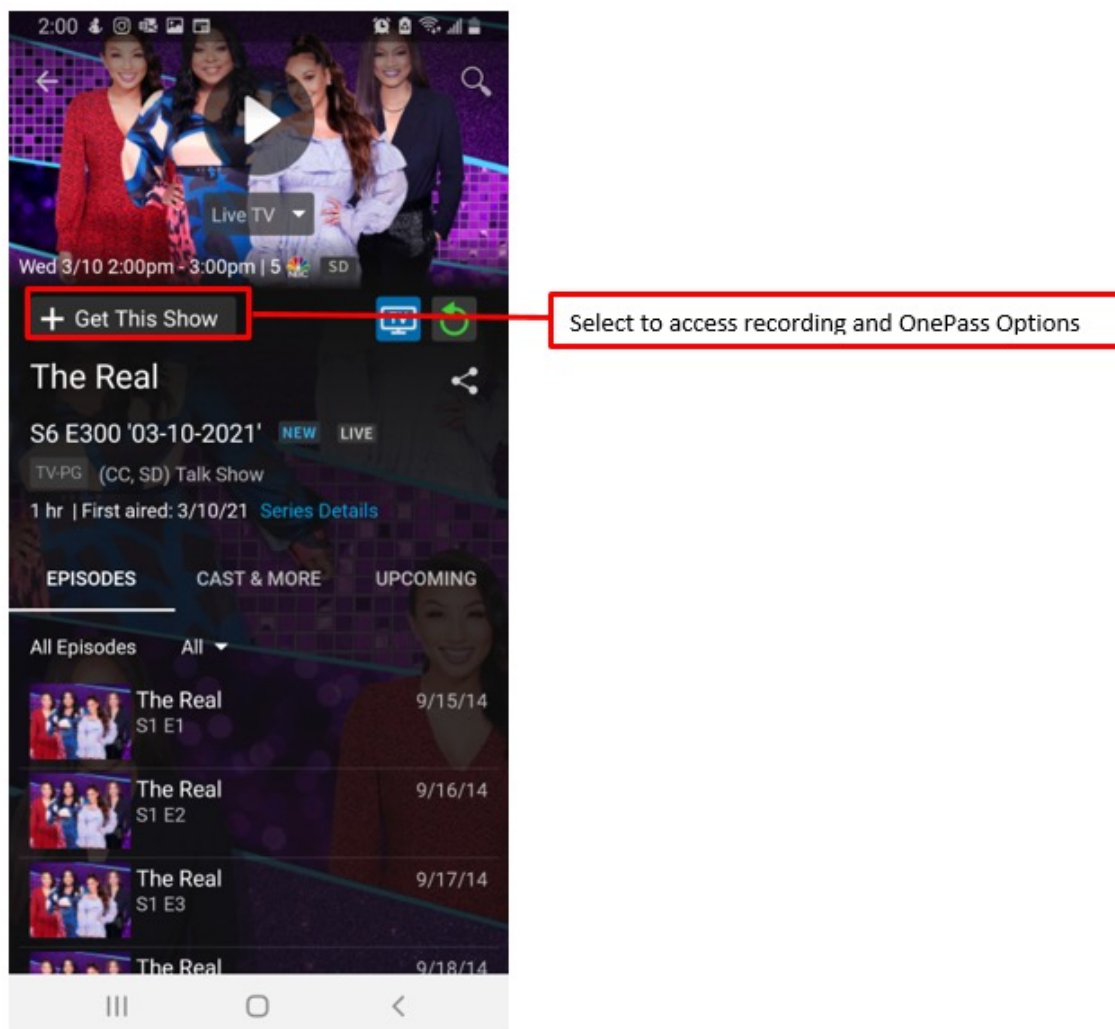 2:00
Live TV
Wed 3/10 2:00pm - 3:00pm | 5 NBC SD
+ Get This Show
TV
Select to access recording and OnePass Options
The Real
S6 E300 '03-10-2021' NEW LIVE
TV-PG (CC, SD) Talk Show
1 hr | First aired: 3/10/21 Series Details
EPISODES CAST & MORE UPCOMING
All Episodes All
The Real 9/15/14
S1 E1
The Real 9/16/14
S1 E2
The Real 9/17/14
S1 E3
The Real 9/18/14